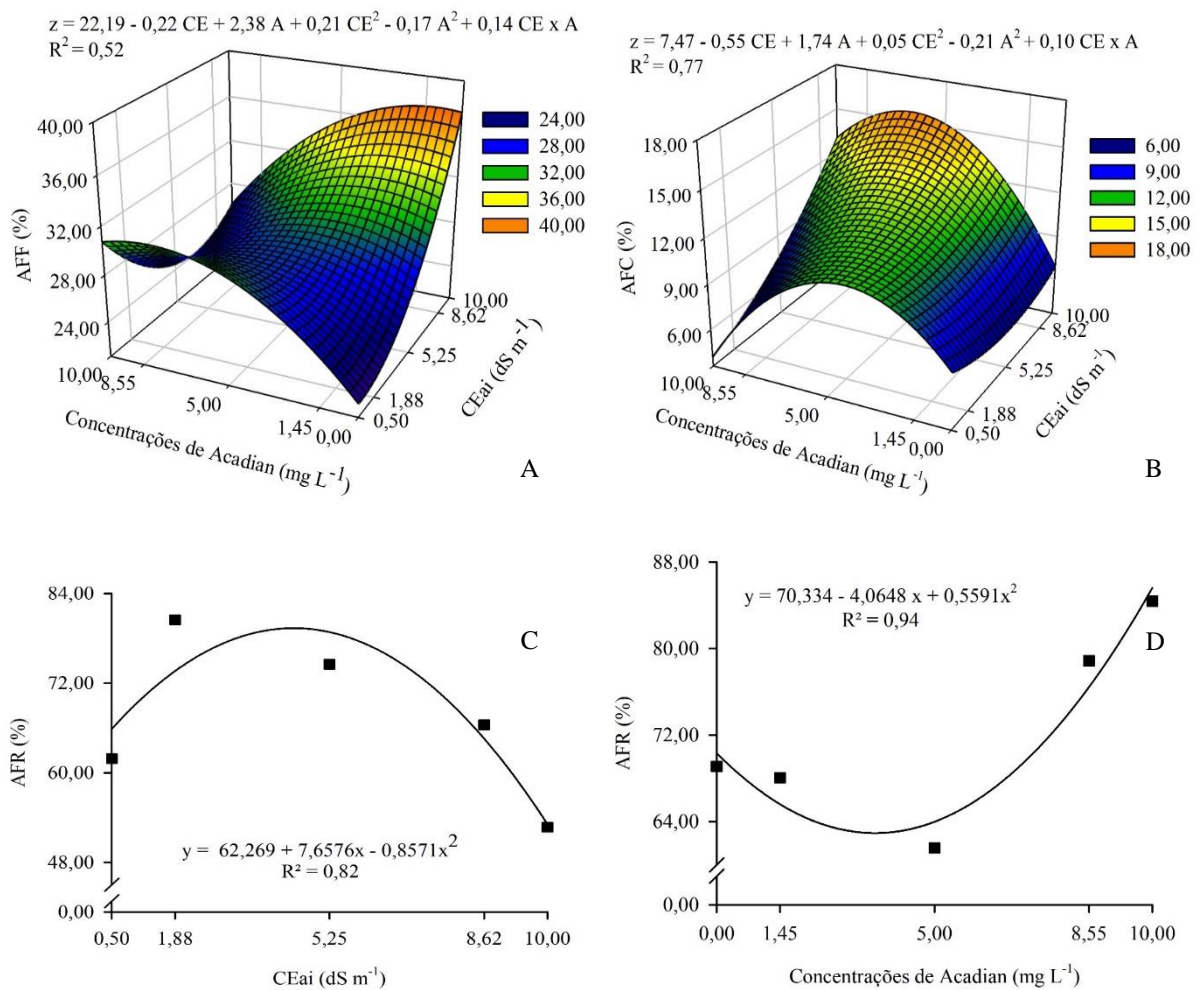 z = 22,19 - 0,22 CE + 2,38 A + 0,21 CE² - 0,17 A² + 0,14 CE x A
R² = 0,52
40,00
36,00
32,00
28,00
24,00
AFF (%)
10,00
8,55
5,00
1,45
0,00
Concentrações de Acadian (mg L⁻¹)
10,00
8,62
5,25
1,88
0,50
CEai (dS m⁻¹)
24,00
28,00
32,00
36,00
40,00
A
z = 7,47 - 0,55 CE + 1,74 A + 0,05 CE² - 0,21 A² + 0,10 CE x A
R² = 0,77
18,00
15,00
12,00
9,00
6,00
AFC (%)
10,00
8,55
5,00
1,45
0,00
Concentrações de Acadian (mg L⁻¹)
10,00
8,62
5,25
1,88
0,50
CEai (dS m⁻¹)
6,00
9,00
12,00
15,00
18,00
B
84,00
72,00
60,00
48,00
0,00
AFR (%)
C
y = 62,269 + 7,6576x - 0,8571x²
R² = 0,82
0,50
1,88
5,25
8,62
10,00
CEai (dS m⁻¹)
88,00
80,00
72,00
64,00
0,00
AFR (%)
y = 70,334 - 4,0648 x + 0,5591x²
R² = 0,94
D
0,00
1,45
5,00
8,55
10,00
Concentrações de Acadian (mg L⁻¹)